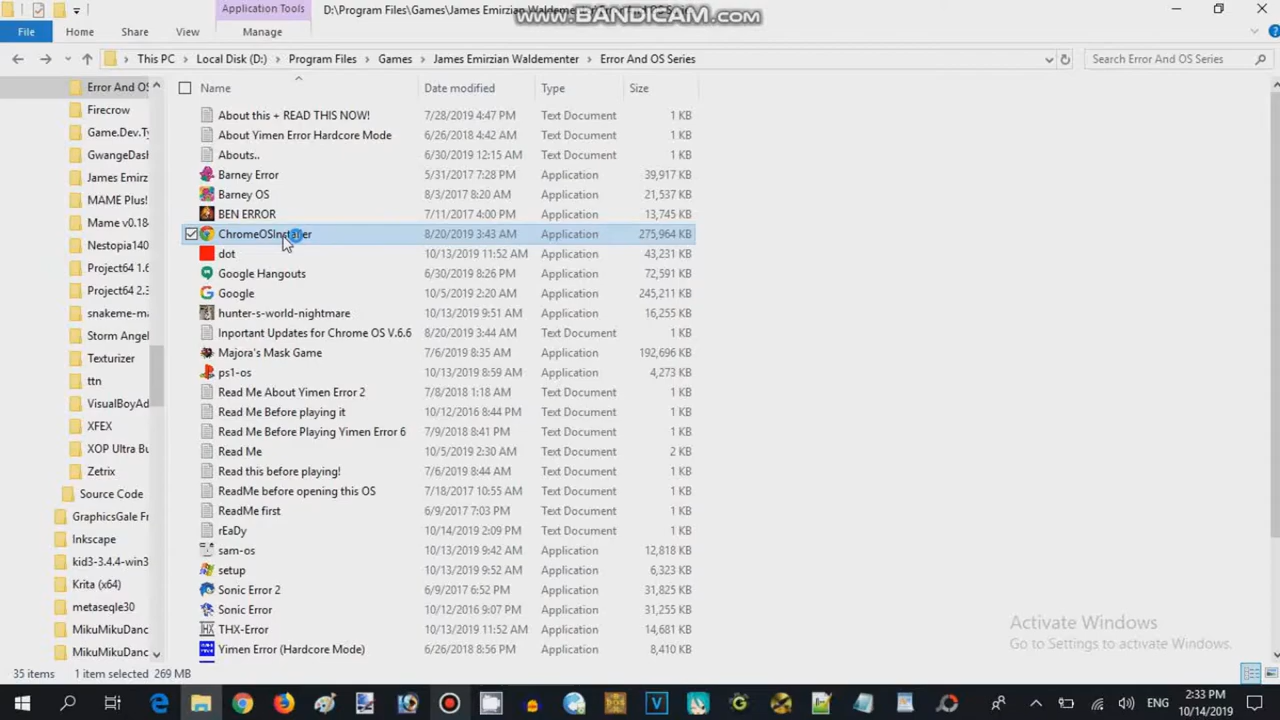 Application Tools
D:\Program Files\Games\James Emirzian Waldementer
www.BANDICAM.com
File
Home
Share
View
Manage
This PC
Local Disk (D:)
Program Files
Games
James Emirzian Waldementer
Error And OS Series
Search Error And OS Series
Name
Date modified
Type
Size
Error And OS
Firecrow
Game.Dev.Ty
GwangeDash
James Emirz
MAME Plus!
Mame v0.18
Nestopia140
Project64 1.6
Project64 2.3
snakeme-ma
Storm Angel
Texturizer
ttn
VisualBoyAd
XFEX
XOP Ultra Bu
Zetrix
Source Code
GraphicsGale Fr
Inkscape
kid3-3.4.4-win3
Krita (x64)
metaseqle30
MikuMikuDanc
MikuMikuDanc
About this + READ THIS NOW! 7/28/2019 4:47 PM Text Document 1 KB
About Yimen Error Hardcore Mode 6/26/2018 4:42 AM Text Document 1 KB
Abouts.. 6/30/2019 12:15 AM Text Document 1 KB
Barney Error 5/31/2017 7:28 PM Application 39,917 KB
Barney OS 8/3/2017 8:20 AM Application 21,537 KB
BEN ERROR 7/11/2017 4:00 PM Application 13,745 KB
ChromeOSInstaller 8/20/2019 3:43 AM Application 275,964 KB
dot 10/13/2019 11:52 AM Application 43,231 KB
Google Hangouts 6/30/2019 8:26 PM Application 72,591 KB
Google 10/5/2019 2:20 AM Application 245,211 KB
hunter-s-world-nightmare 10/13/2019 9:51 AM Application 16,255 KB
Inportant Updates for Chrome OS V.6.6 8/20/2019 3:44 AM Text Document 1 KB
Majora's Mask Game 7/6/2019 8:35 AM Application 192,696 KB
ps1-os 10/13/2019 8:59 AM Application 4,273 KB
Read Me About Yimen Error 2 7/8/2018 1:18 AM Text Document 1 KB
Read Me Before playing it 10/12/2016 8:44 PM Text Document 1 KB
Read Me Before Playing Yimen Error 6 7/9/2018 8:41 PM Text Document 1 KB
Read Me 10/5/2019 2:30 AM Text Document 2 KB
Read this before playing! 7/6/2019 8:44 AM Text Document 1 KB
ReadMe before opening this OS 7/18/2017 10:55 AM Text Document 1 KB
ReadMe first 6/9/2017 7:03 PM Text Document 1 KB
rEaDy 10/14/2019 2:09 PM Text Document 1 KB
sam-os 10/13/2019 9:42 AM Application 12,818 KB
setup 10/13/2019 9:52 AM Application 6,323 KB
Sonic Error 2 6/9/2017 6:52 PM Application 31,825 KB
Sonic Error 10/12/2016 9:07 PM Application 31,255 KB
THX-Error 10/13/2019 11:52 AM Application 14,681 KB
Yimen Error (Hardcore Mode) 6/26/2018 8:56 PM Application 8,410 KB
Activate Windows
Go to Settings to activate Windows.
35 items
1 item selected 269 MB
ENG
2:33 PM
10/14/2019